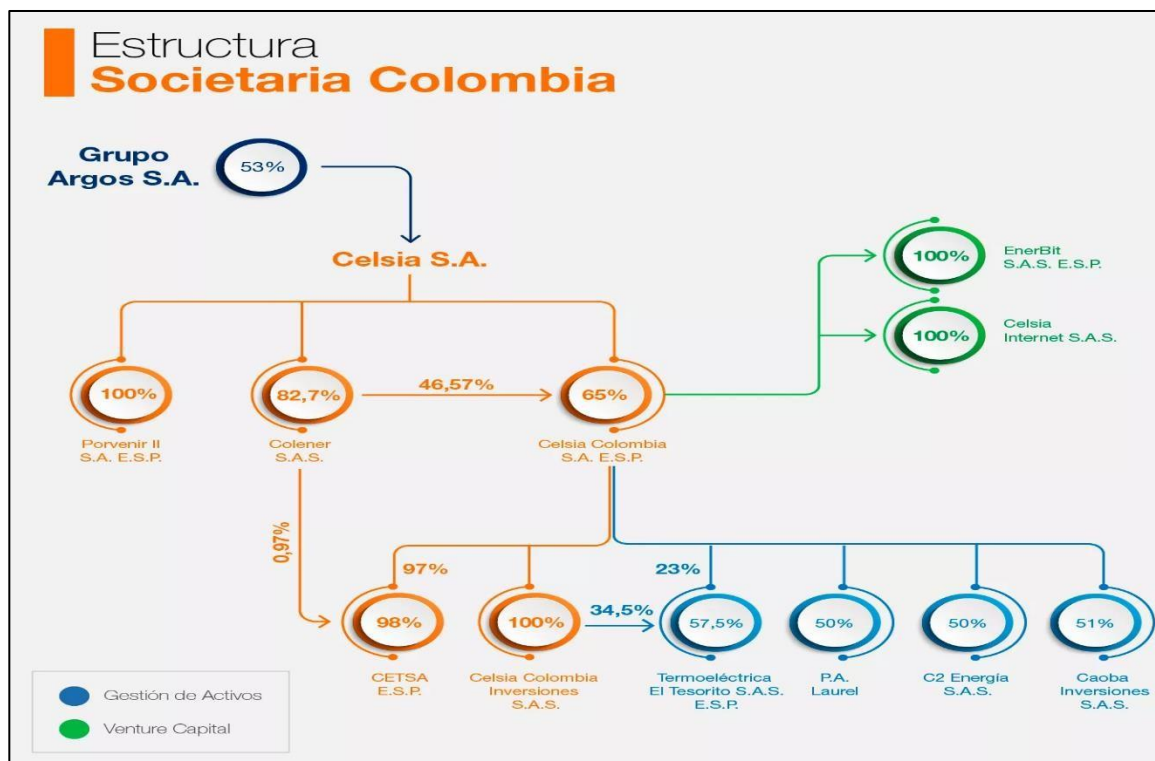 Estructura
Societaria Colombia
Grupo
Argos S.A.
53%
Celsia S.A.
100%
EnerBit
S.A.S. E.S.P.
100%
Celsia
Internet S.A.S.
100%
Porvenir II
S.A. E.S.P.
82,7%
Colener
S.A.S.
46,57%
65%
Celsia Colombia
S.A. E.S.P.
0,97%
97%
98%
CETSA
E.S.P.
100%
Celsia Colombia
Inversiones
S.A.S.
34,5%
23%
57,5%
Termoeléctrica
El Tesorito S.A.S.
E.S.P.
50%
P.A.
Laurel
50%
C2 Energía
S.A.S.
51%
Caoba
Inversiones
S.A.S.
Gestión de Activos
Venture Capital